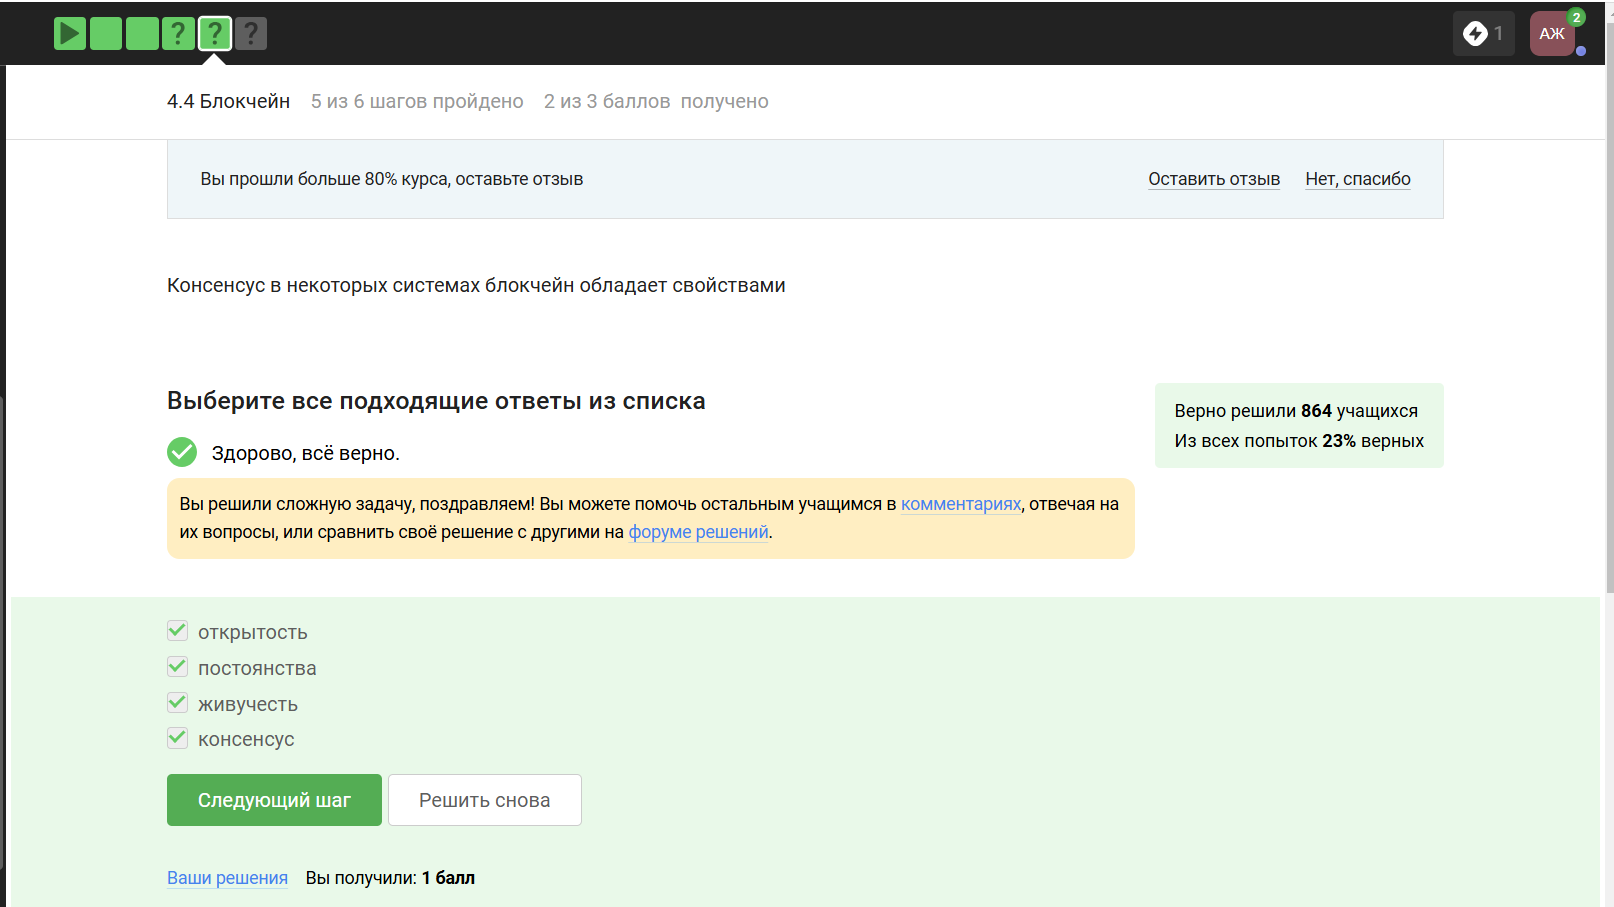 ? ? ?
1
АЖ
2
4.4 Блокчейн 5 из 6 шагов пройдено 2 из 3 баллов получено
Вы прошли больше 80% курса, оставьте отзыв Оставить отзыв Нет, спасибо
Консенсус в некоторых системах блокчейн обладает свойствами
Выберите все подходящие ответы из списка
Здорово, всё верно.
Вы решили сложную задачу, поздравляем! Вы можете помочь остальным учащимся в комментариях, отвечая на
их вопросы, или сравнить своё решение с другими на форуме решений.
Верно решили 864 учащихся
Из всех попыток 23% верных
открытость
постоянства
живучесть
консенсус
Следующий шаг Решить снова
Ваши решения Вы получили: 1 балл